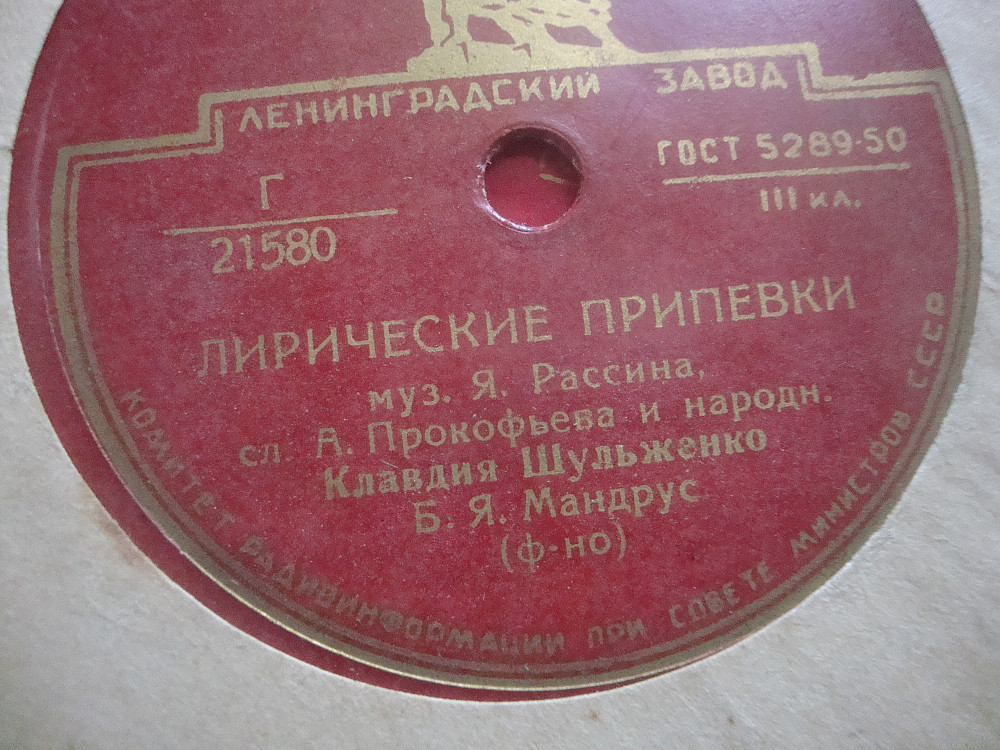 ЛЕНИНГРАДСКИЙ ЗАВОД
Г
21580
ГОСТ 5289-50
III кл.
ЛИРИЧЕСКИЕ ПРИПЕВКИ
муз. Я. Рассина,
сл. А. Прокофьева и народн.
Клавдия Шульженко
Б. Я. Мандрус
(ф-но)
КОМИТЕТ РАДИОИНФОРМАЦИИ ПРИ СОВЕТЕ МИНИСТРОВ СССР